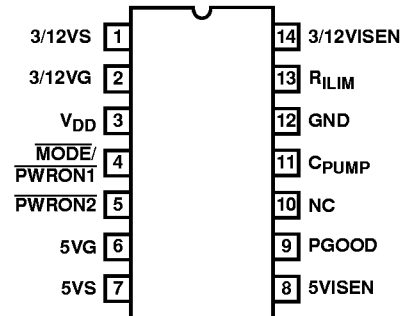 3/12VS 1 14 3/12VISEN
3/12VG 2 13 RILIM
VDD 3 12 GND
MODE/
PWRON1 4 11 CPUMP
PWRON2 5 10 NC
5VG 6 9 PGOOD
5VS 7 8 5VISEN